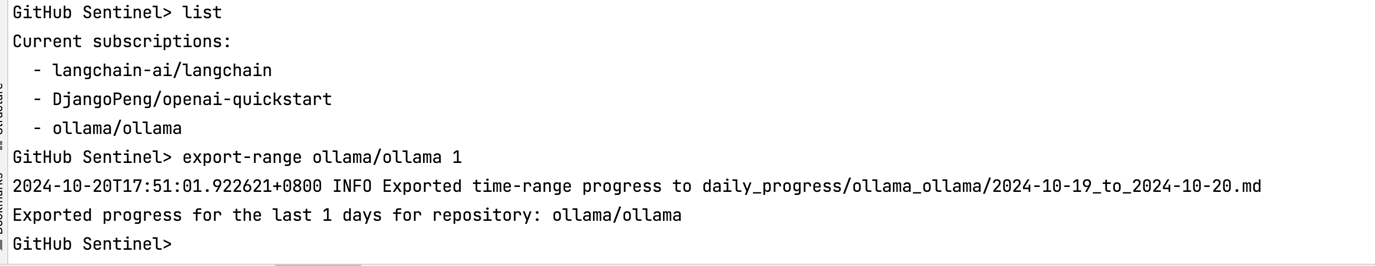 GitHub Sentinel> list
Current subscriptions:
- langchain-ai/langchain
- DjangoPeng/openai-quickstart
- ollama/ollama
GitHub Sentinel> export-range ollama/ollama 1
2024-10-20T17:51:01.922621+0800 INFO Exported time-range progress to daily_progress/ollama_ollama/2024-10-19_to_2024-10-20.md
Exported progress for the last 1 days for repository: ollama/ollama
GitHub Sentinel>